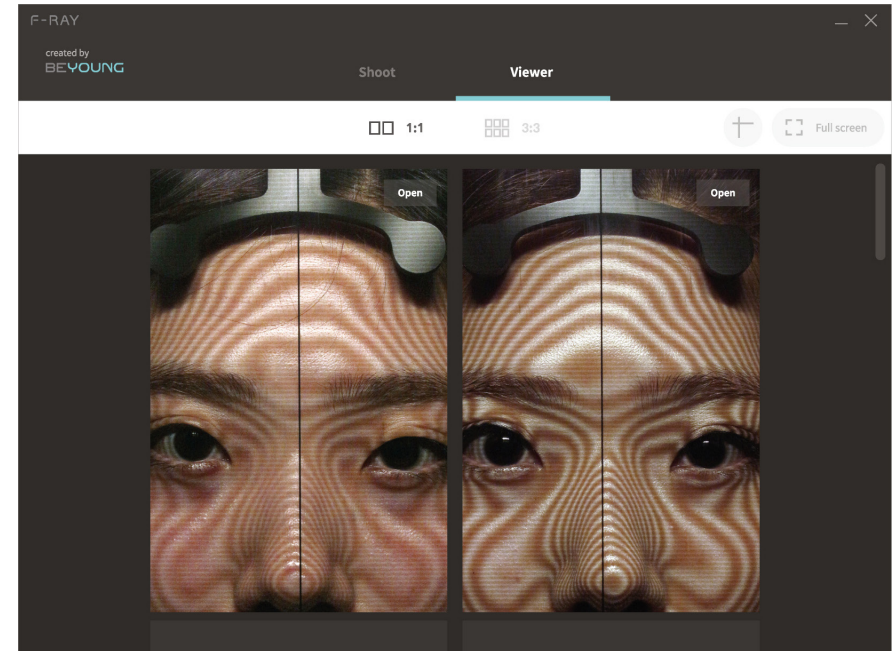 F-RAY
created by
BEYOUNG
Shoot
Viewer
1:1
3:3
Full screen
Open
Open